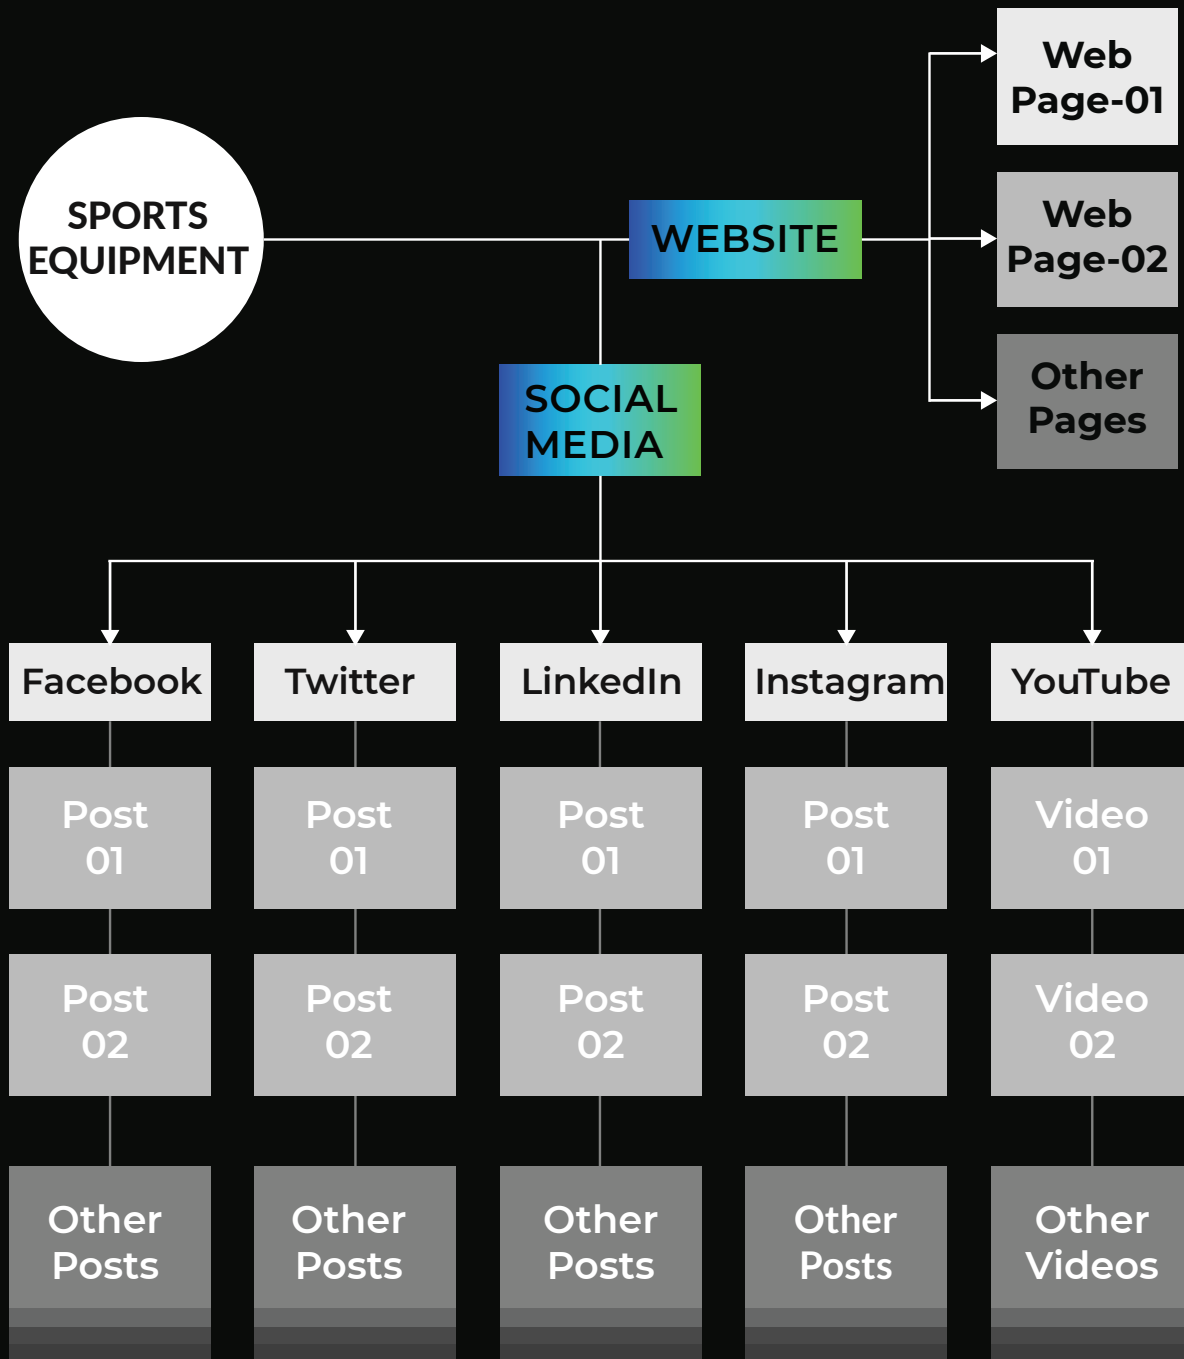 SPORTS
EQUIPMENT
WEBSITE
Web
Page-01
Web
Page-02
Other
Pages
SOCIAL
MEDIA
Facebook
Post
01
Post
02
Other
Posts
Twitter
Post
01
Post
02
Other
Posts
LinkedIn
Post
01
Post
02
Other
Posts
Instagram
Post
01
Post
02
Other
Posts
YouTube
Video
01
Video
02
Other
Videos